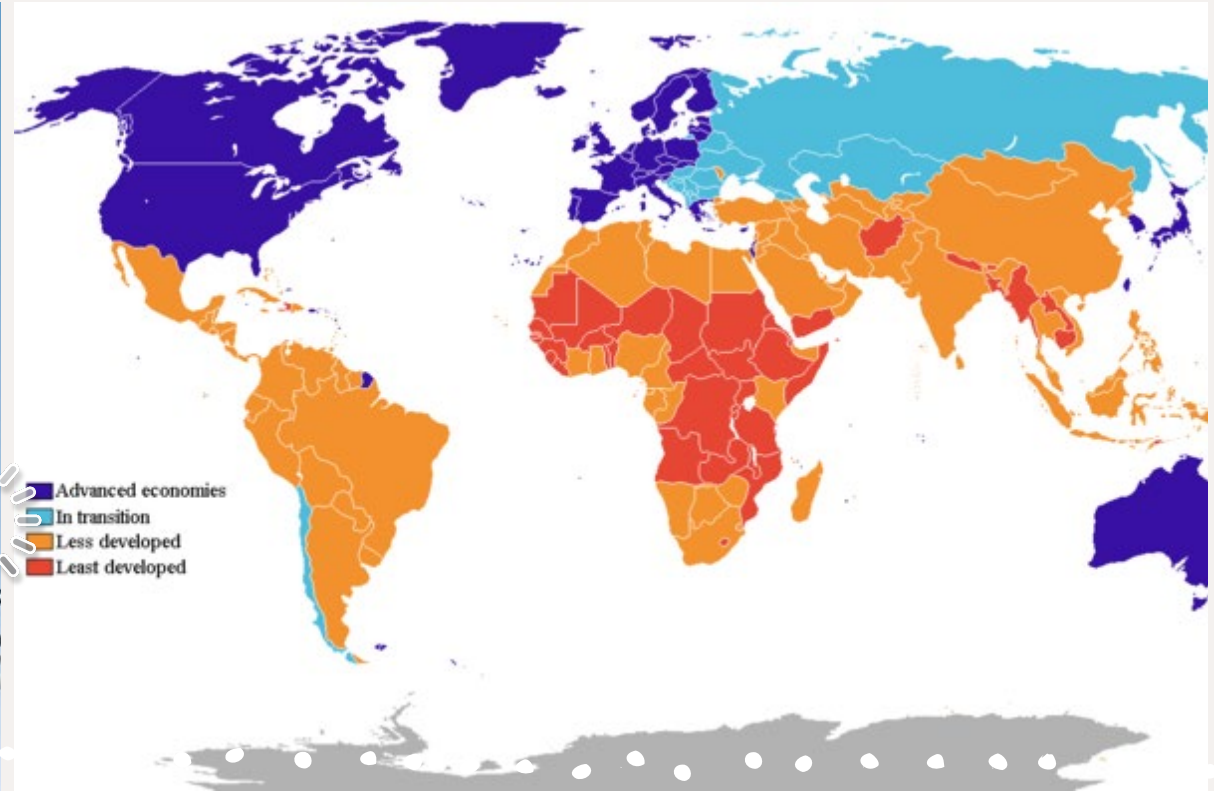 Advanced economies
In transition
Less developed
Least developed